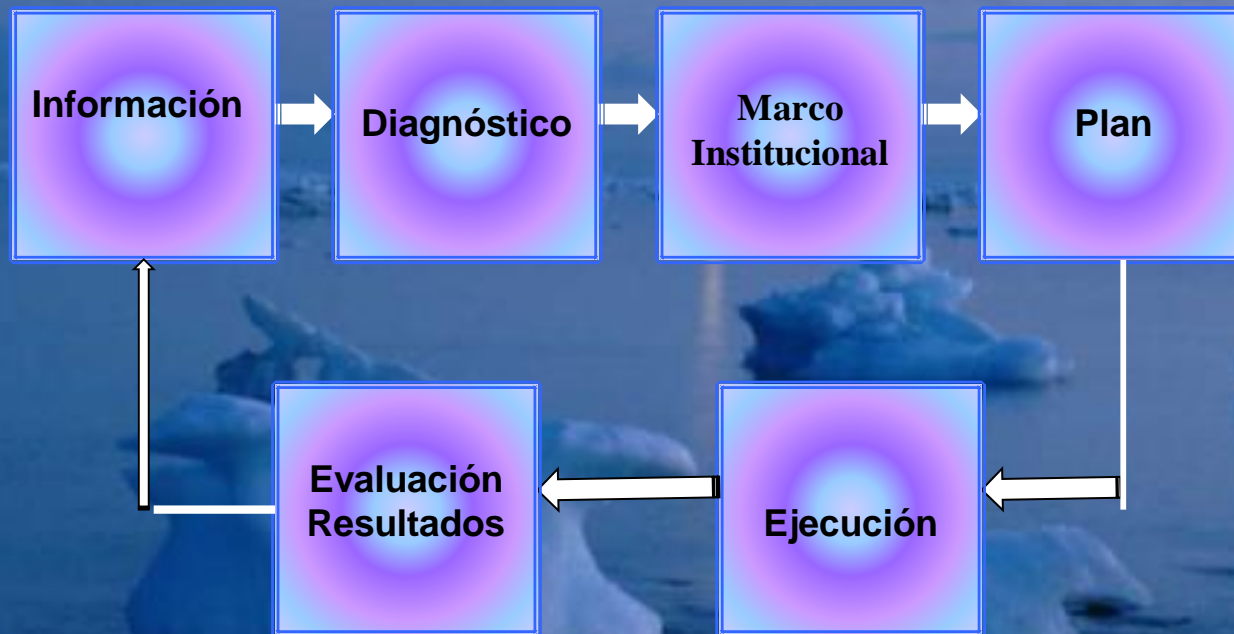 Información
Diagnóstico
Marco
Institucional
Plan
Evaluación
Resultados
Ejecución